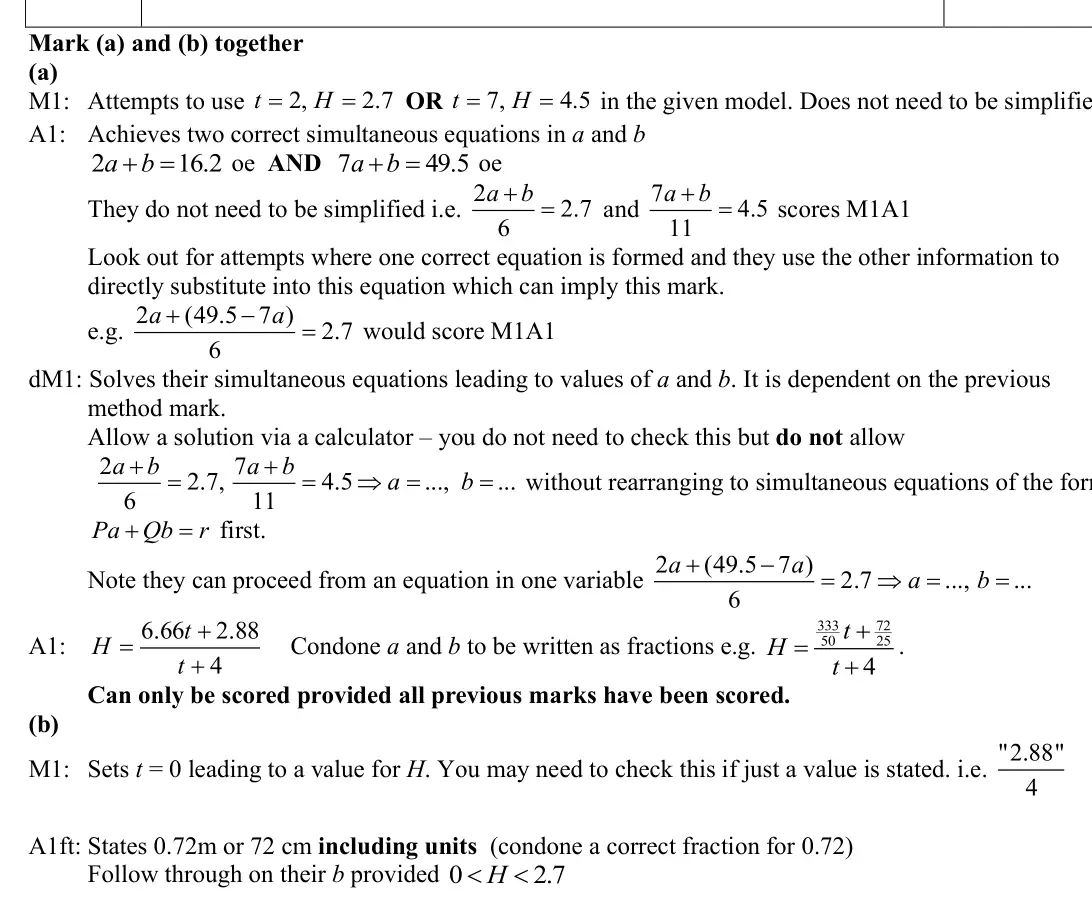 Mark (a) and (b) together
(a)
M1: Attempts to use t = 2, H = 2.7 OR t = 7, H = 4.5 in the given model. Does not need to be simplifie
A1: Achieves two correct simultaneous equations in a and b
2a + b = 16.2 oe AND 7a + b = 49.5 oe
They do not need to be simplified i.e. (2a + b)/6 = 2.7 and (7a + b)/11 = 4.5 scores M1A1
Look out for attempts where one correct equation is formed and they use the other information to
directly substitute into this equation which can imply this mark.
e.g. (2a + (49.5 − 7a))/6 = 2.7 would score M1A1
dM1: Solves their simultaneous equations leading to values of a and b. It is dependent on the previous
method mark.
Allow a solution via a calculator – you do not need to check this but do not allow
(2a + b)/6 = 2.7, (7a + b)/11 = 4.5 ⇒ a = ..., b = ... without rearranging to simultaneous equations of the for
Pa + Qb = r first.
Note they can proceed from an equation in one variable (2a + (49.5 − 7a))/6 = 2.7 ⇒ a = ..., b = ...
A1: H = (6.66t + 2.88)/(t + 4) Condone a and b to be written as fractions e.g. H = (333/50 t + 72/25)/(t + 4).
Can only be scored provided all previous marks have been scored.
(b)
M1: Sets t = 0 leading to a value for H. You may need to check this if just a value is stated. i.e. "2.88"/4
A1ft: States 0.72m or 72 cm including units (condone a correct fraction for 0.72)
Follow through on their b provided 0 < H < 2.7